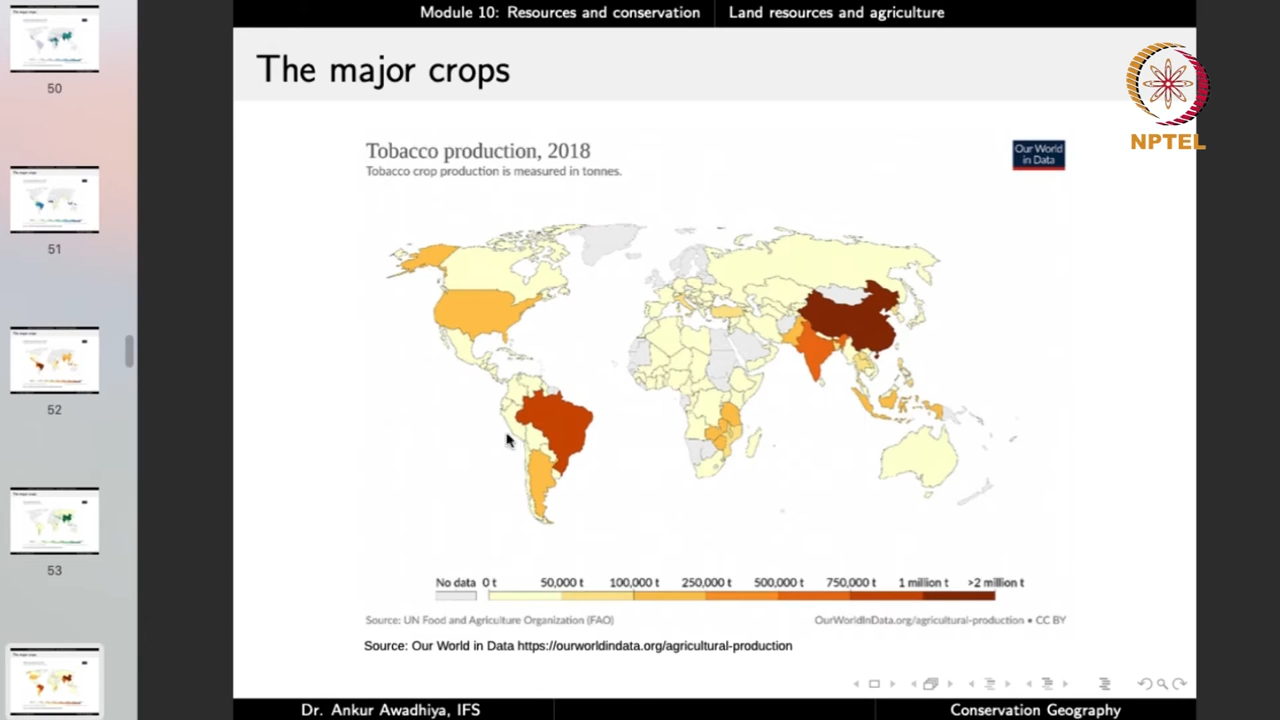 Module 10: Resources and conservation Land resources and agriculture
The major crops
NPTEL
Tobacco production, 2018
Tobacco crop production is measured in tonnes.
Our World
in Data
No data 0 t 50,000 t 100,000 t 250,000 t 500,000 t 750,000 t 1 million t >2 million t
Source: UN Food and Agriculture Organization (FAO) OurWorldInData.org/agricultural-production • CC BY
Source: Our World in Data https://ourworldindata.org/agricultural-production
Dr. Ankur Awadhiya, IFS Conservation Geography
50
51
52
53